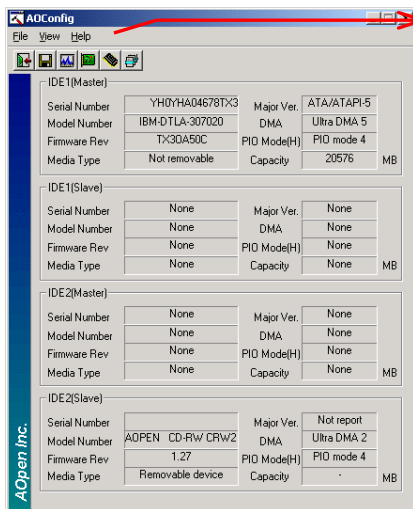 AOConfig
File View Help
IDE1(Master)
Serial Number YH0YHA04678TX3 Major Ver. ATA/ATAPI-5
Model Number IBM-DTLA-307020 DMA Ultra DMA 5
Firmware Rev TX3OA50C PIO Mode(H) PIO mode 4
Media Type Not removable Capacity 20576 MB
IDE1(Slave)
Serial Number None Major Ver. None
Model Number None DMA None
Firmware Rev None PIO Mode(H) None
Media Type None Capacity None MB
IDE2(Master)
Serial Number None Major Ver. None
Model Number None DMA None
Firmware Rev None PIO Mode(H) None
Media Type None Capacity None MB
IDE2(Slave)
Serial Number Major Ver. Not report
Model Number AOPEN CD-RW CRW2 DMA Ultra DMA 2
Firmware Rev 1.27 PIO Mode(H) PIO mode 4
Media Type Removable device Capacity - MB
AOpen Inc.